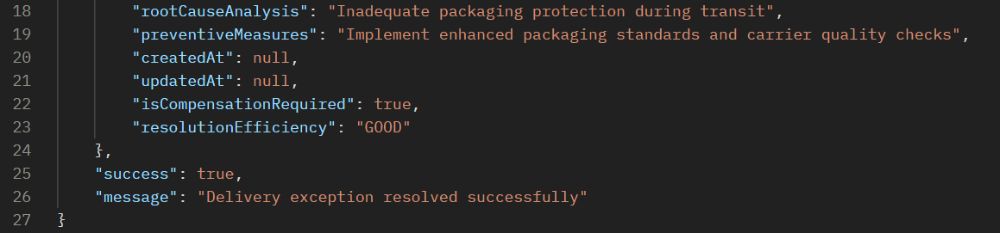 18 "rootCauseAnalysis": "Inadequate packaging protection during transit",
19 "preventiveMeasures": "Implement enhanced packaging standards and carrier quality checks",
20 "createdAt": null,
21 "updatedAt": null,
22 "isCompensationRequired": true,
23 "resolutionEfficiency": "GOOD"
24 },
25 "success": true,
26 "message": "Delivery exception resolved successfully"
27 }